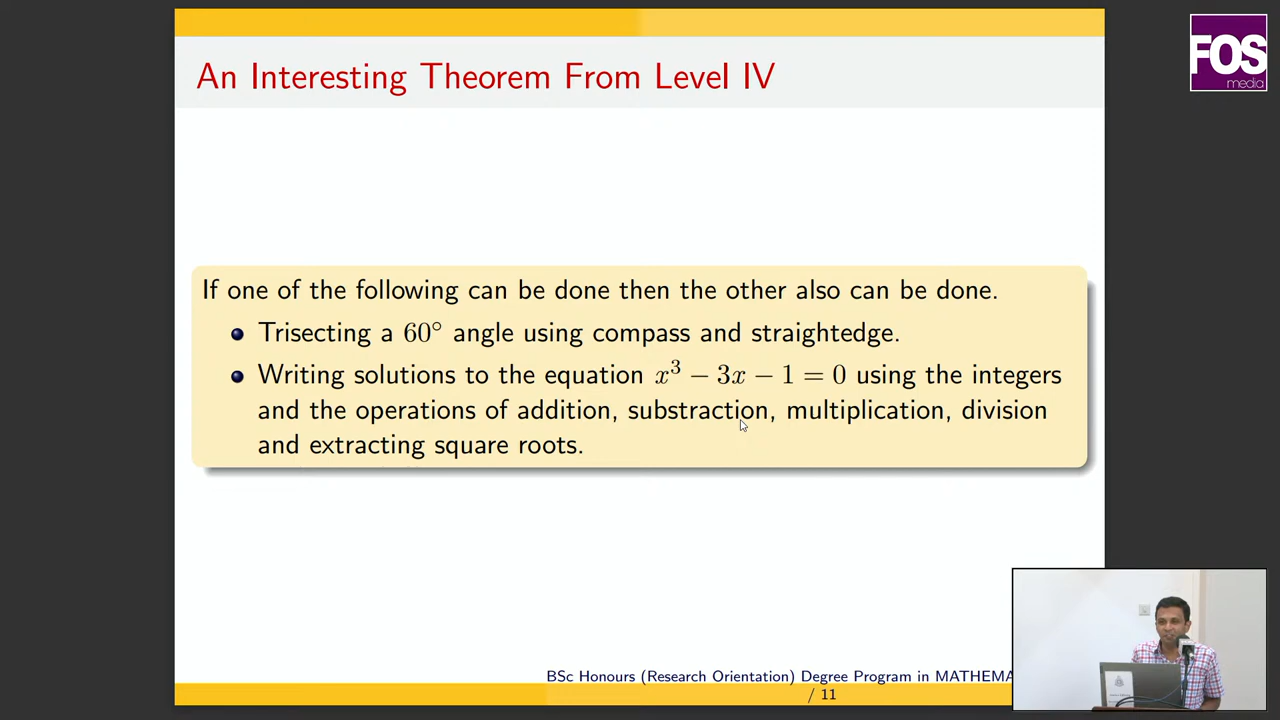 FOS
media
An Interesting Theorem From Level IV
If one of the following can be done then the other also can be done.
Trisecting a 60° angle using compass and straightedge.
Writing solutions to the equation x³ − 3x − 1 = 0 using the integers
and the operations of addition, substraction, multiplication, division
and extracting square roots.
BSc Honours (Research Orientation) Degree Program in MATHEMA
/ 11